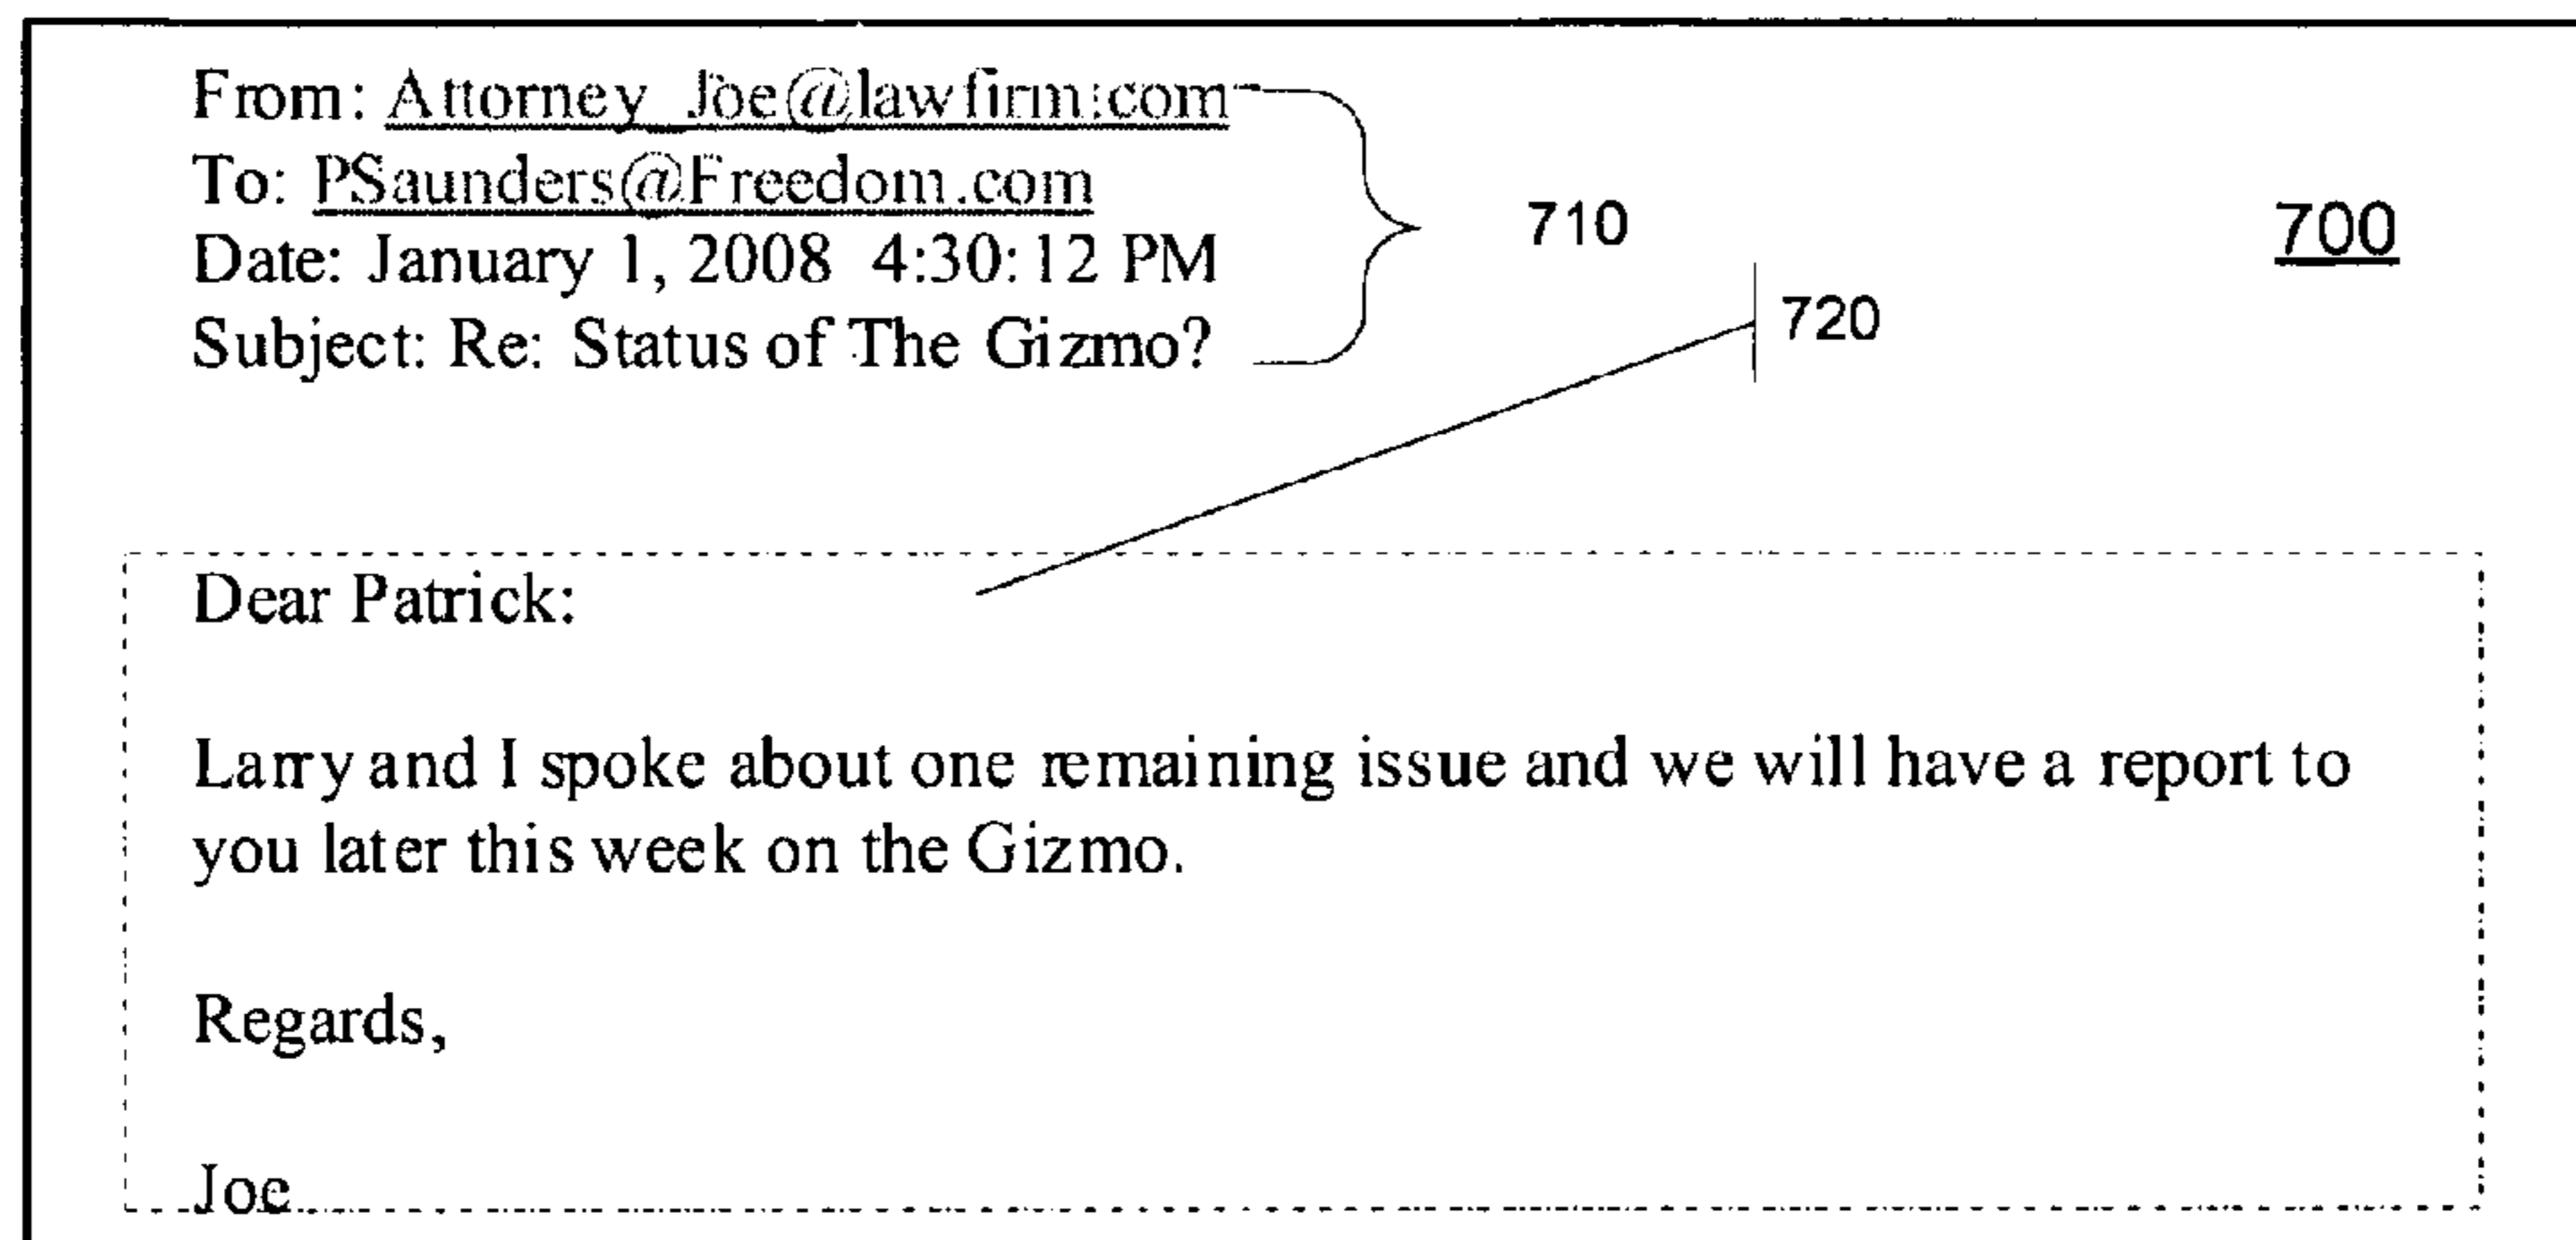 From: Attorney_Joe@lawfirm.com
To: PSaunders@Freedom.com
710
700
Date: January 1, 2008 4:30:12 PM
720
Subject: Re: Status of The Gizmo?
Dear Patrick:
Larry and I spoke about one remaining issue and we will have a report to
you later this week on the Gizmo.
Regards,
Joe